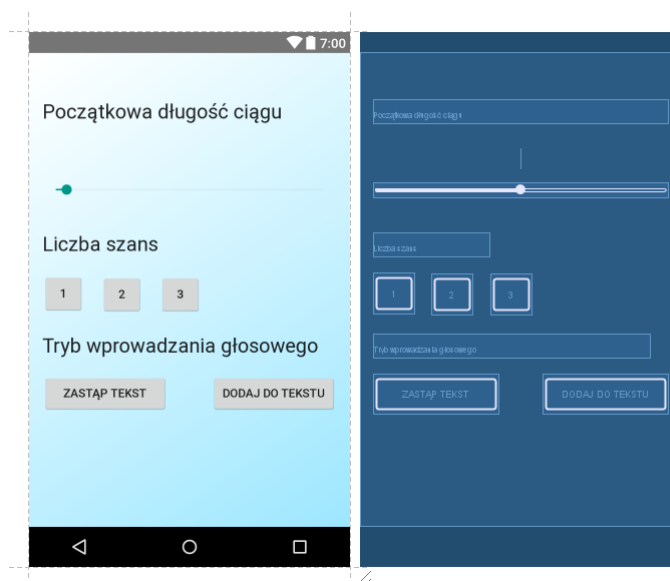 7:00
Początkowa długość ciągu
Liczba szans
1 2 3
Tryb wprowadzania głosowego
ZASTĄP TEKST DODAJ DO TEKSTU
Początkowa długość ciągu
Liczba szans
1 2 3
Tryb wprowadzania głosowego
ZASTĄP TEKST DODAJ DO TEKSTU